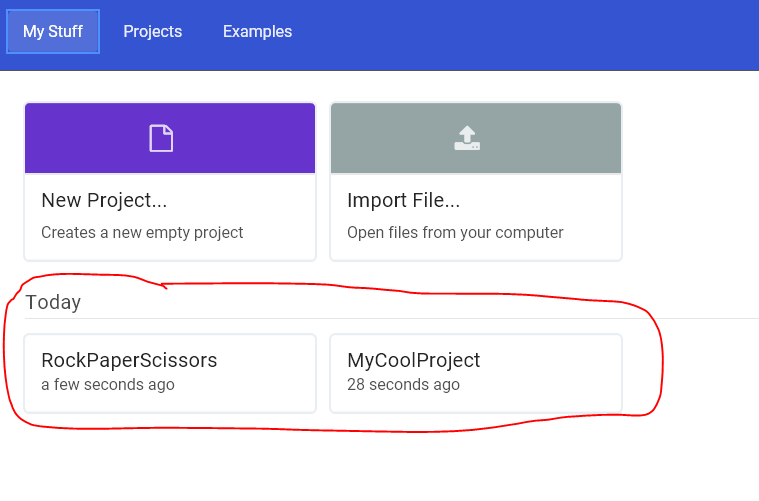 My Stuff Projects Examples
New Project... Import File...
Creates a new empty project Open files from your computer
Today
RockPaperScissors MyCoolProject
a few seconds ago 28 seconds ago